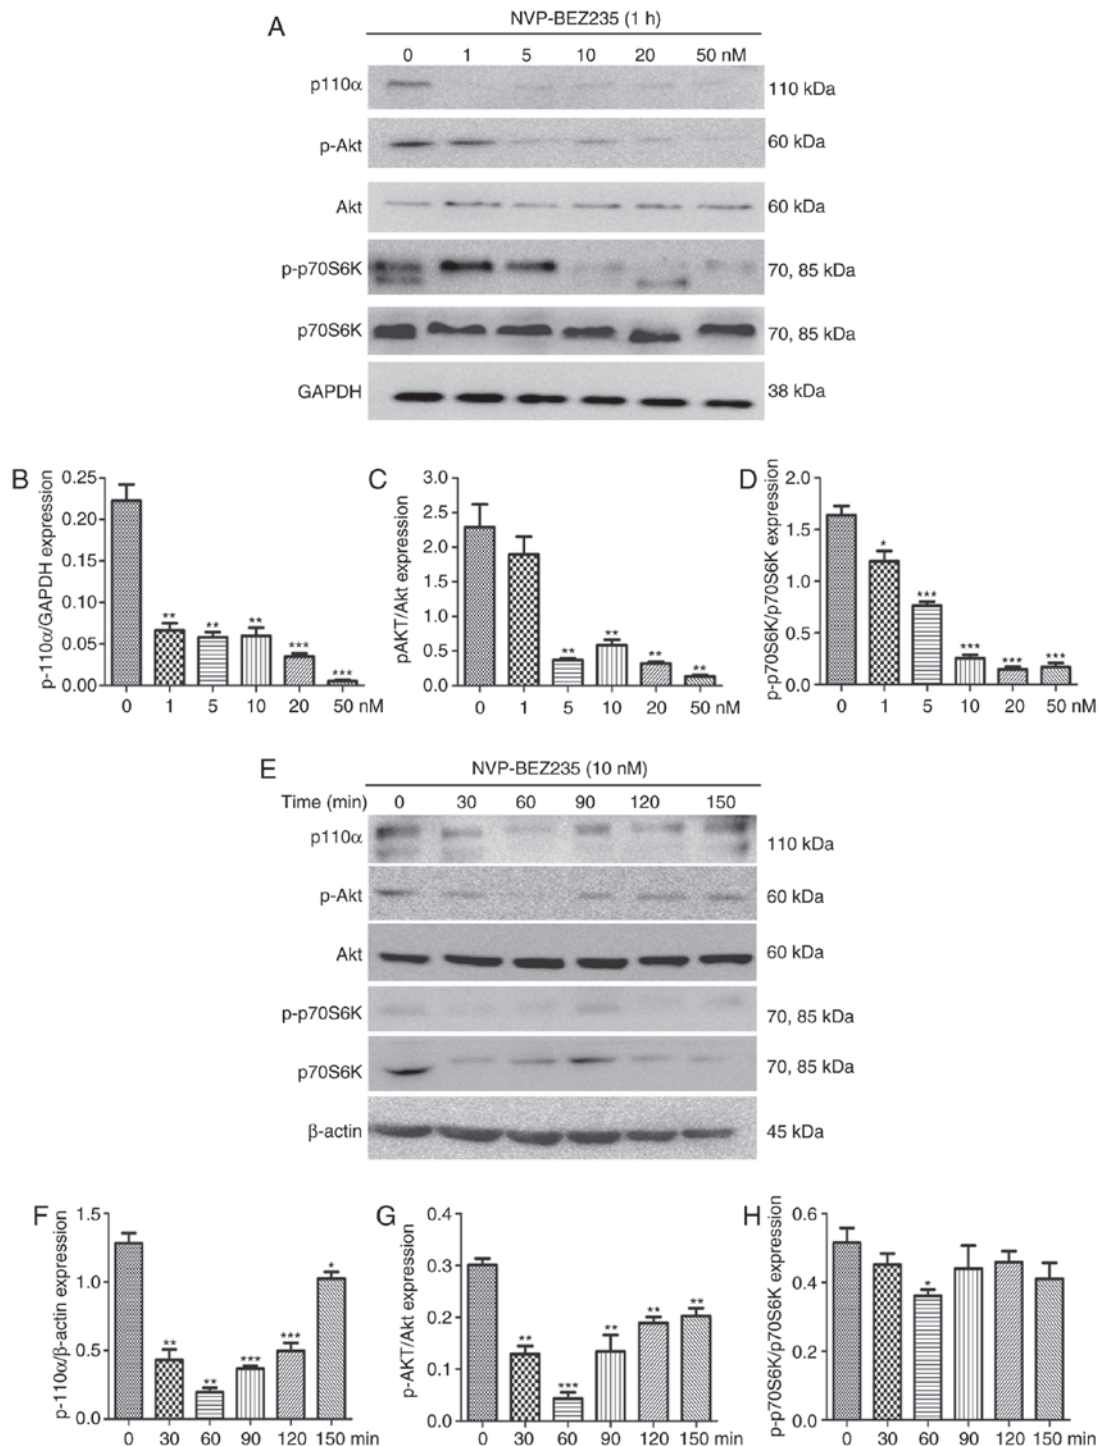 A
NVP-BEZ235 (1 h)
0 1 5 10 20 50 nM
p110α 110 kDa
p-Akt 60 kDa
Akt 60 kDa
p-p70S6K 70, 85 kDa
p70S6K 70, 85 kDa
GAPDH 38 kDa
B
p-110α/GAPDH expression
0.25
0.20
0.15
0.10
0.05
0.00
** ** ** *** ***
0 1 5 10 20 50 nM
C
pAKT/Akt expression
3.0
2.5
2.0
1.5
1.0
0.5
0.0
** ** ** **
0 1 5 10 20 50 nM
D
p-p70S6K/p70S6K expression
2.0
1.5
1.0
0.5
0.0
* *** *** *** ***
0 1 5 10 20 50 nM
E
NVP-BEZ235 (10 nM)
Time (min) 0 30 60 90 120 150
p110α 110 kDa
p-Akt 60 kDa
Akt 60 kDa
p-p70S6K 70, 85 kDa
p70S6K 70, 85 kDa
β-actin 45 kDa
F
p-110α/β-actin expression
1.5
1.0
0.5
0.0
** ** *** *** *
0 30 60 90 120 150 min
G
p-AKT/Akt expression
0.4
0.3
0.2
0.1
0.0
** *** ** ** **
0 30 60 90 120 150 min
H
p-p70S6K/p70S6K expression
0.6
0.4
0.2
0.0
*
0 30 60 90 120 150 min